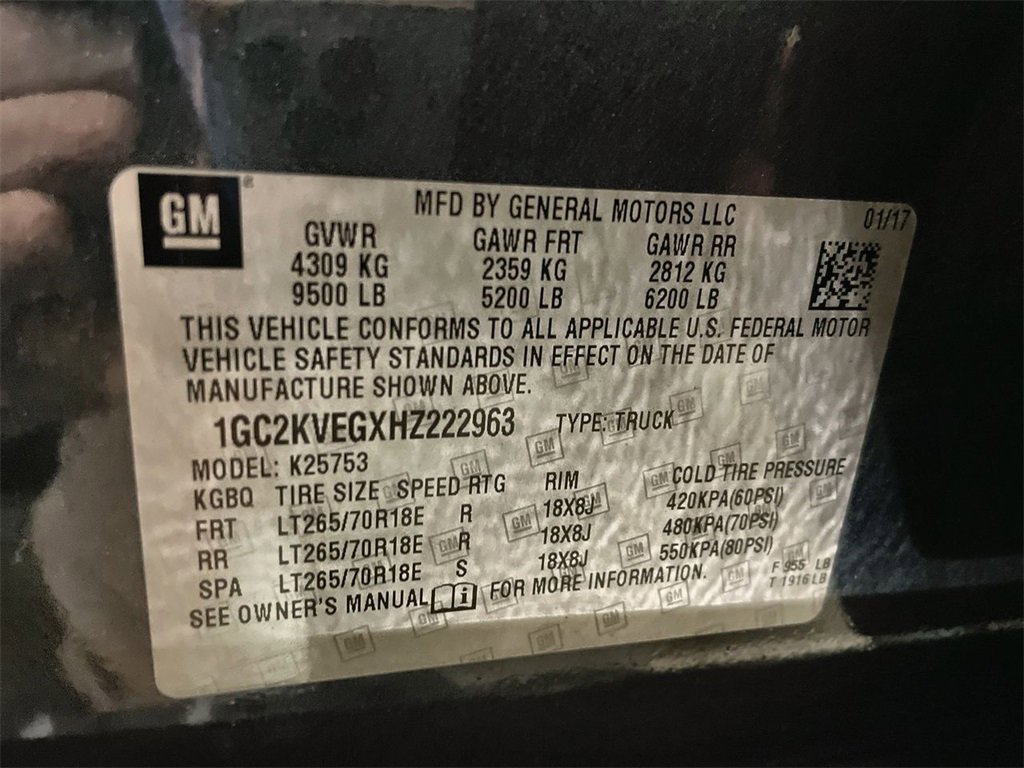 GM
MFD BY GENERAL MOTORS LLC 01/17
GVWR GAWR FRT GAWR RR
4309 KG 2359 KG 2812 KG
9500 LB 5200 LB 6200 LB
THIS VEHICLE CONFORMS TO ALL APPLICABLE U.S. FEDERAL MOTOR
VEHICLE SAFETY STANDARDS IN EFFECT ON THE DATE OF
MANUFACTURE SHOWN ABOVE.
1GC2KVEGXHZ222963 TYPE: TRUCK
MODEL: K25753
KGBQ TIRE SIZE SPEED RTG RIM COLD TIRE PRESSURE
FRT LT265/70R18E R 18X8J 420KPA(60PSI)
RR LT265/70R18E R 18X8J 480KPA(70PSI)
SPA LT265/70R18E S 18X8J 550KPA(80PSI)
SEE OWNER'S MANUAL i FOR MORE INFORMATION.
F 955 LB
T 1916 LB